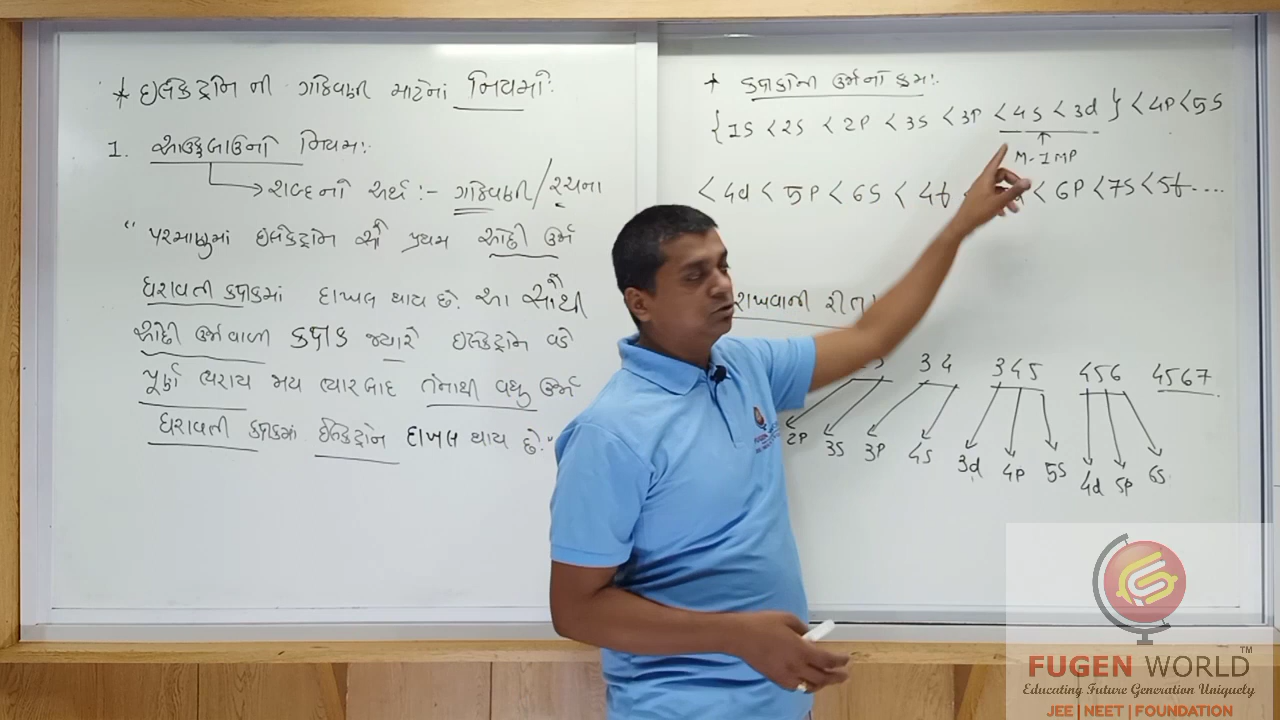 * ઇલેક્ટ્રોન ની ગોઠવણી માટેનાં નિયમો:
1. આઉફબાઉનો નિયમ:
→ શબ્દનો અર્થ :- ગોઠવણી/રચના
“ પરમાણુમાં ઇલેક્ટ્રોન સૌ પ્રથમ ઓછી ઉર્જા
ધરાવતી કક્ષકમાં દાખલ થાય છે. આ સૌથી
ઓછી ઉર્જાવાળી કક્ષક જ્યારે ઇલેક્ટ્રોન વડે
પૂર્ણ ભરાય જાય ત્યારબાદ તેનાથી વધુ ઉર્જા
ધરાવતી કક્ષકમાં ઇલેક્ટ્રોન દાખલ થાય છે.”
* કક્ષકોની ઉર્જાનો ક્રમ:
{1S < 2S < 2P < 3S < 3P < 4S < 3d } < 4P < 5S
↑
M-IMP
< 4d < 5P < 6S < 4f < < 6P < 7S < 5f ....
રાખવાની રીત
3 3 4 3 4 5 4 5 6 4 5 6 7
2P 3S 3P 4S 3d 4P 5S 4d 5P 6S
FUGEN
FUGEN WORLD™
Educating Future Generation Uniquely
JEE | NEET | FOUNDATION